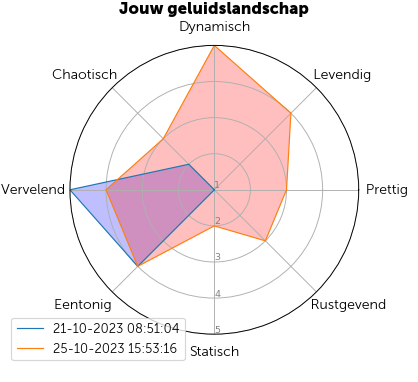 Jouw geluidslandschap
Dynamisch
Chaotisch
Levendig
Vervelend
Prettig
1
2
3
4
5
Eentonig
Rustgevend
Statisch
21-10-2023 08:51:04
25-10-2023 15:53:16